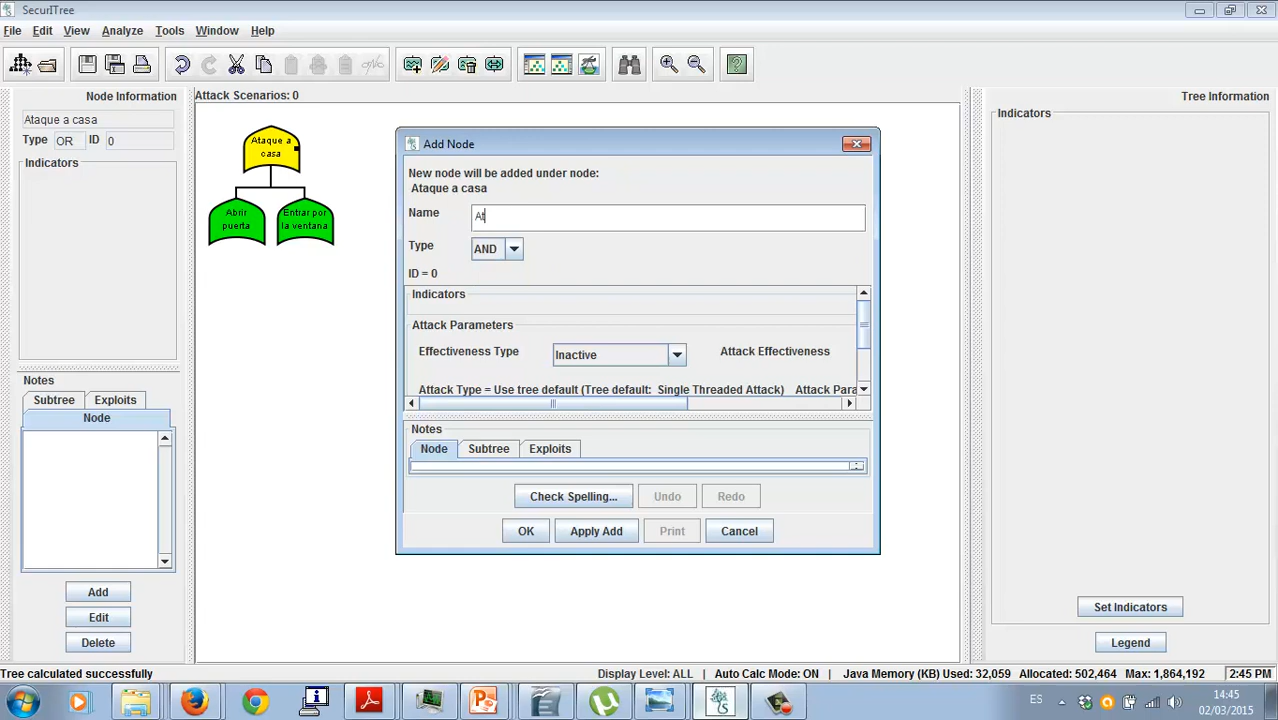 SecurITree
File Edit View Analyze Tools Window Help
Node Information
Ataque a casa
Type OR ID 0
Indicators
Notes
Subtree Exploits
Node
Add
Edit
Delete
Attack Scenarios: 0
Ataque a
casa
Abrir
puerta
Entrar por
la ventana
Add Node
New node will be added under node:
Ataque a casa
Name At
Type AND
ID = 0
Indicators
Attack Parameters
Effectiveness Type Inactive Attack Effectiveness
Attack Type = Use tree default (Tree default: Single Threaded Attack) Attack Para
Notes
Node Subtree Exploits
Check Spelling... Undo Redo
OK Apply Add Print Cancel
Tree Information
Indicators
Set Indicators
Legend
Tree calculated successfully Display Level: ALL Auto Calc Mode: ON Java Memory (KB) Used: 32,059 Allocated: 502,464 Max: 1,864,192 2:45 PM
ES 14:45
02/03/2015